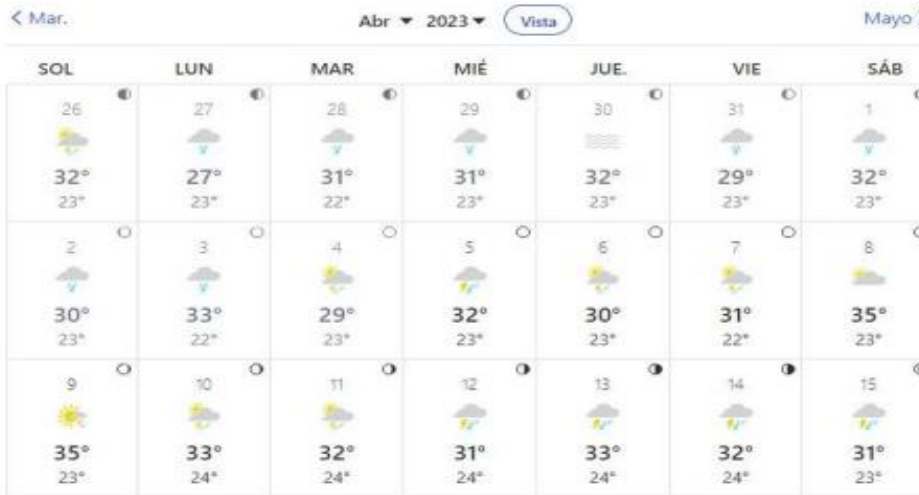 < Mar. Abr 2023 Vista Mayo
SOL LUN MAR MIÉ JUE. VIE SÁB
26 27 28 29 30 31 1
32° 27° 31° 31° 32° 29° 32°
23° 23° 22° 23° 23° 23° 23°
2 3 4 5 6 7 8
30° 33° 29° 32° 30° 31° 35°
23° 22° 23° 23° 23° 22° 23°
9 10 11 12 13 14 15
35° 33° 32° 31° 33° 32° 31°
23° 24° 24° 24° 24° 24° 23°